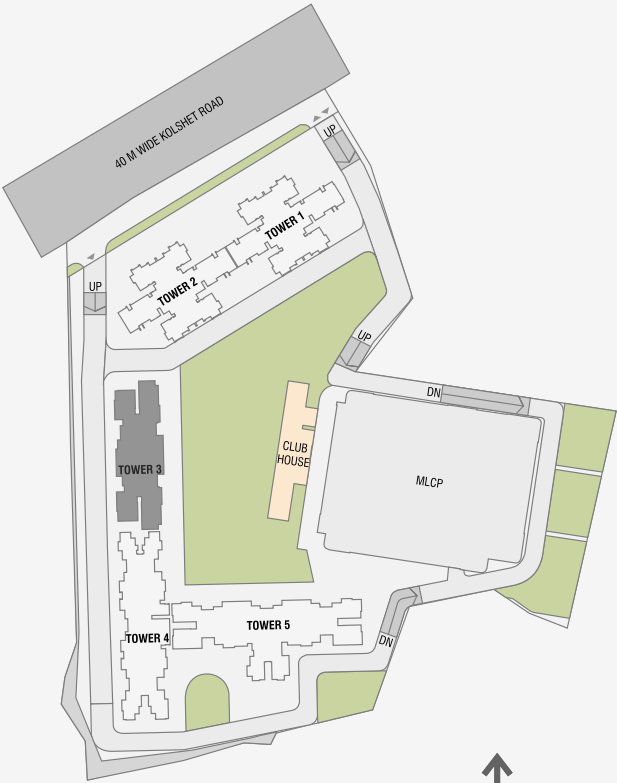 40 M WIDE KOLSHET ROAD
UP
TOWER 1
TOWER 2
UP
UP
DN
CLUB
HOUSE
TOWER 3
MLCP
TOWER 5
TOWER 4
DN